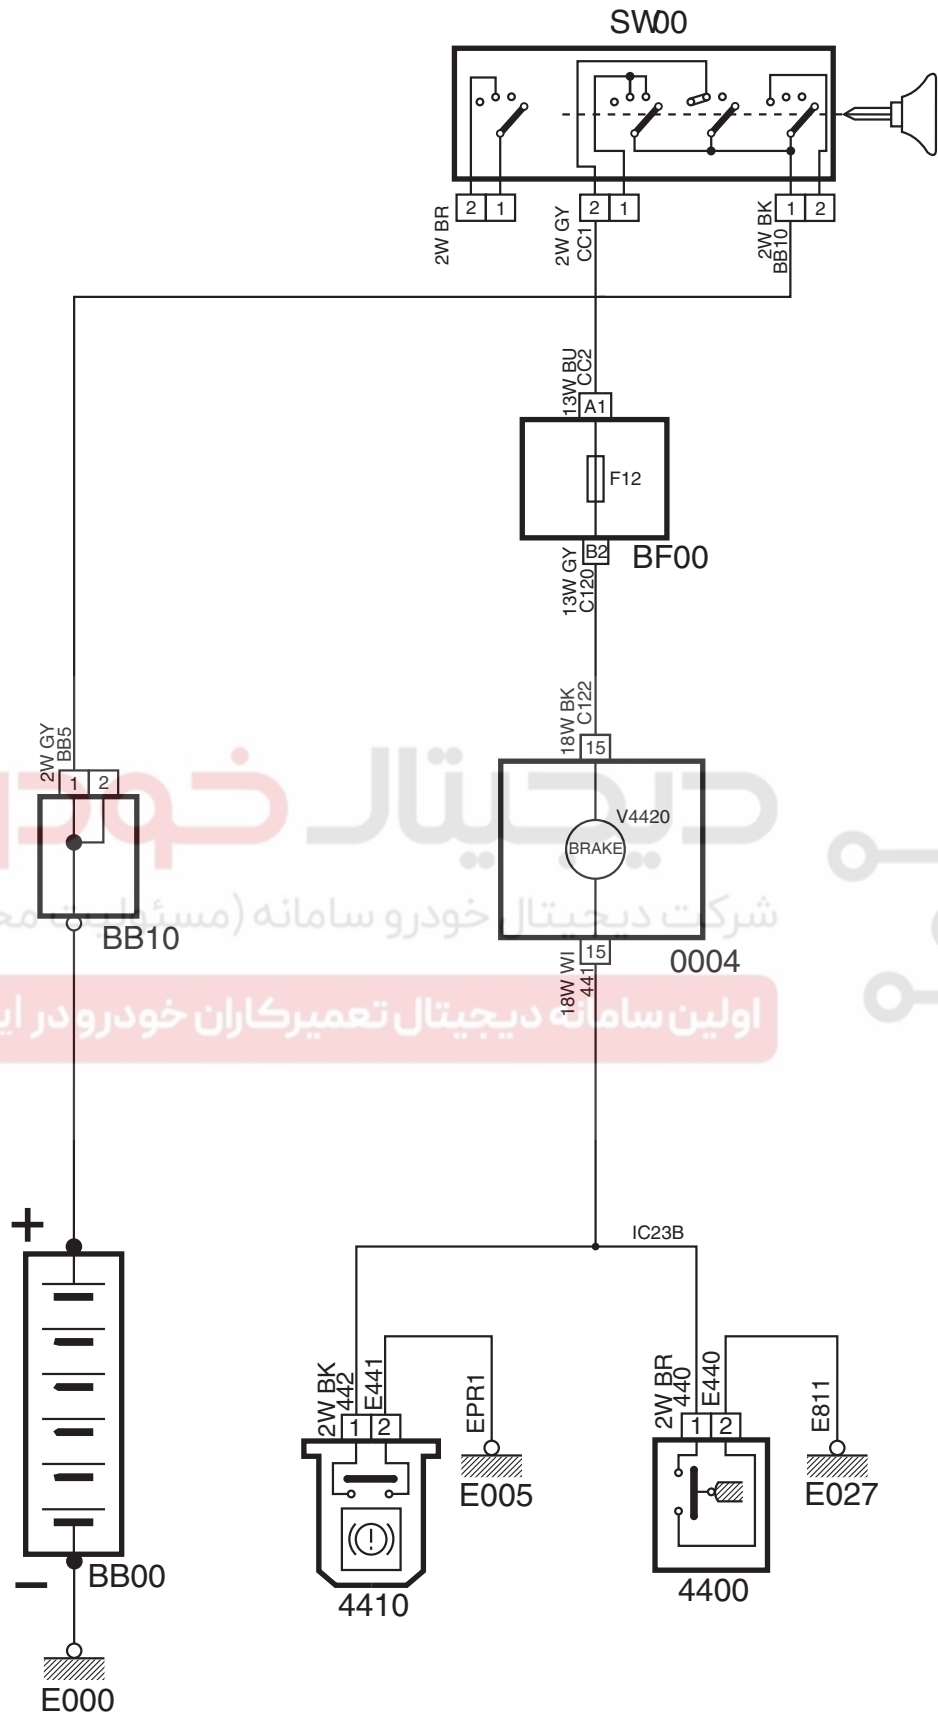 SW00
2W BR
2 1
2W GY
CC1
2 1
2W BK
BB10
1 2
13W BU
CC2
A1
F12
B2
BF00
13W GY
C120
18W BK
C122
15
V4420
BRAKE
15
0004
18W WI
441
2W GY
BB5
1 2
BB10
دیجیتال خودرو
شرکت دیجیتال خودرو سامانه (مسئولیت
اولین سامانه دیجیتال تعمیرکاران خودرو در
+
IC23B
2W BK
442
E441
1 2
EPR1
E005
2W BR
440
E440
1 2
E811
E027
−
BB00
4410
4400
E000